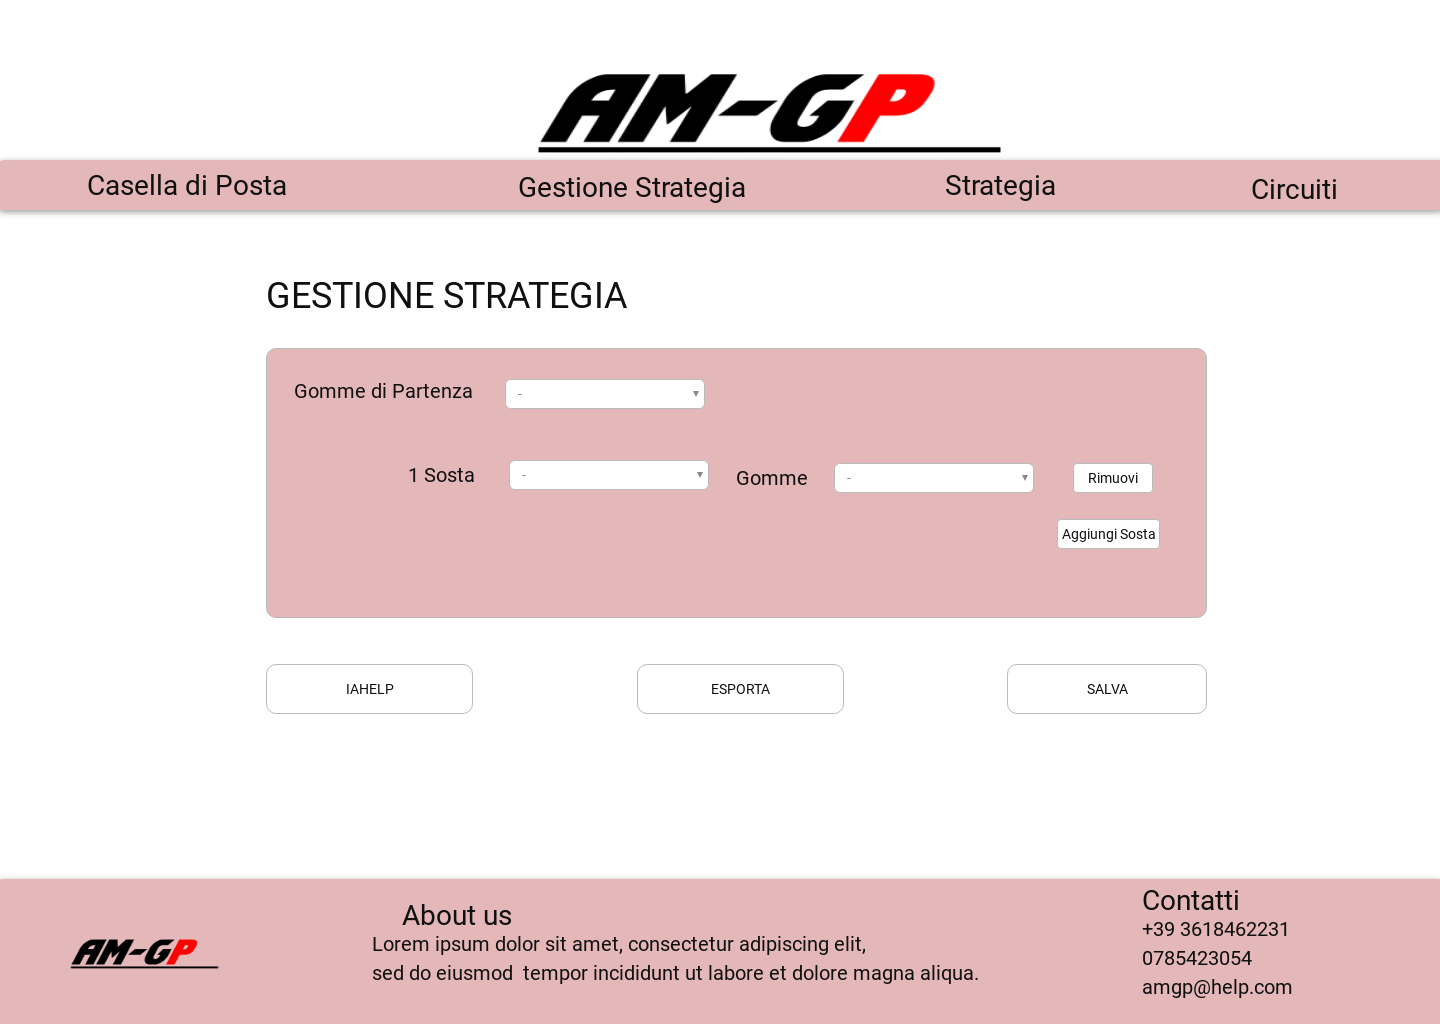 AM-GP
Casella di Posta
Gestione Strategia
Strategia
Circuiti
GESTIONE STRATEGIA
Gomme di Partenza
-
1 Sosta
-
Gomme
-
Rimuovi
Aggiungi Sosta
IAHELP
ESPORTA
SALVA
AM-GP
About us
Lorem ipsum dolor sit amet, consectetur adipiscing elit,
sed do eiusmod  tempor incididunt ut labore et dolore magna aliqua.
Contatti
+39 3618462231
0785423054
amgp@help.com